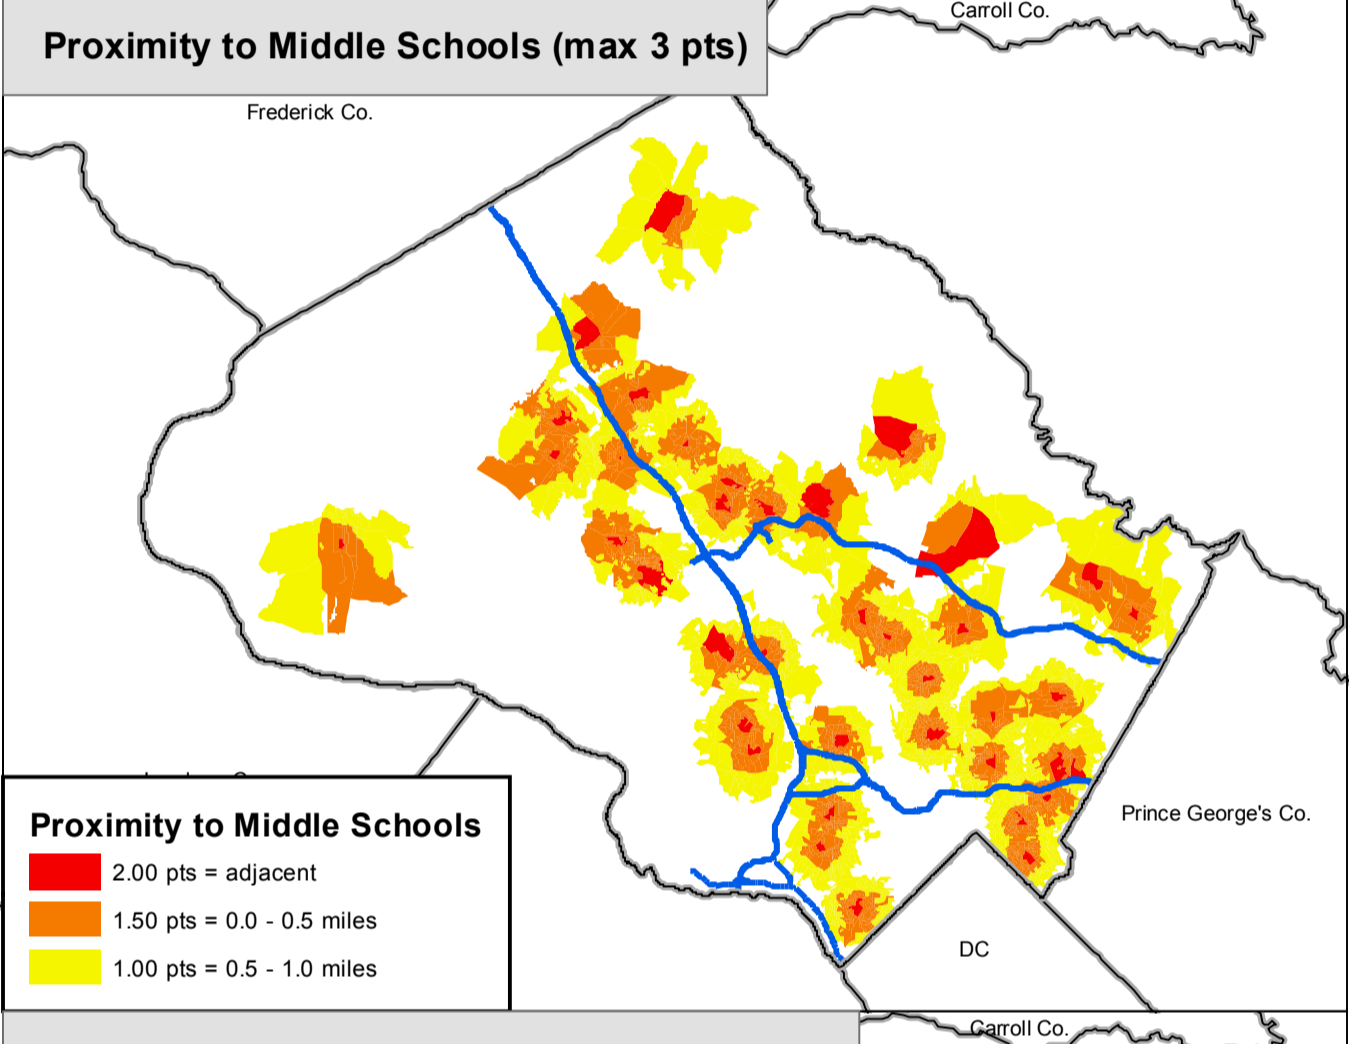 Carroll Co.
Proximity to Middle Schools (max 3 pts)
Frederick Co.
Proximity to Middle Schools
2.00 pts = adjacent
1.50 pts = 0.0 - 0.5 miles
1.00 pts = 0.5 - 1.0 miles
Prince George's Co.
DC
Carroll Co.